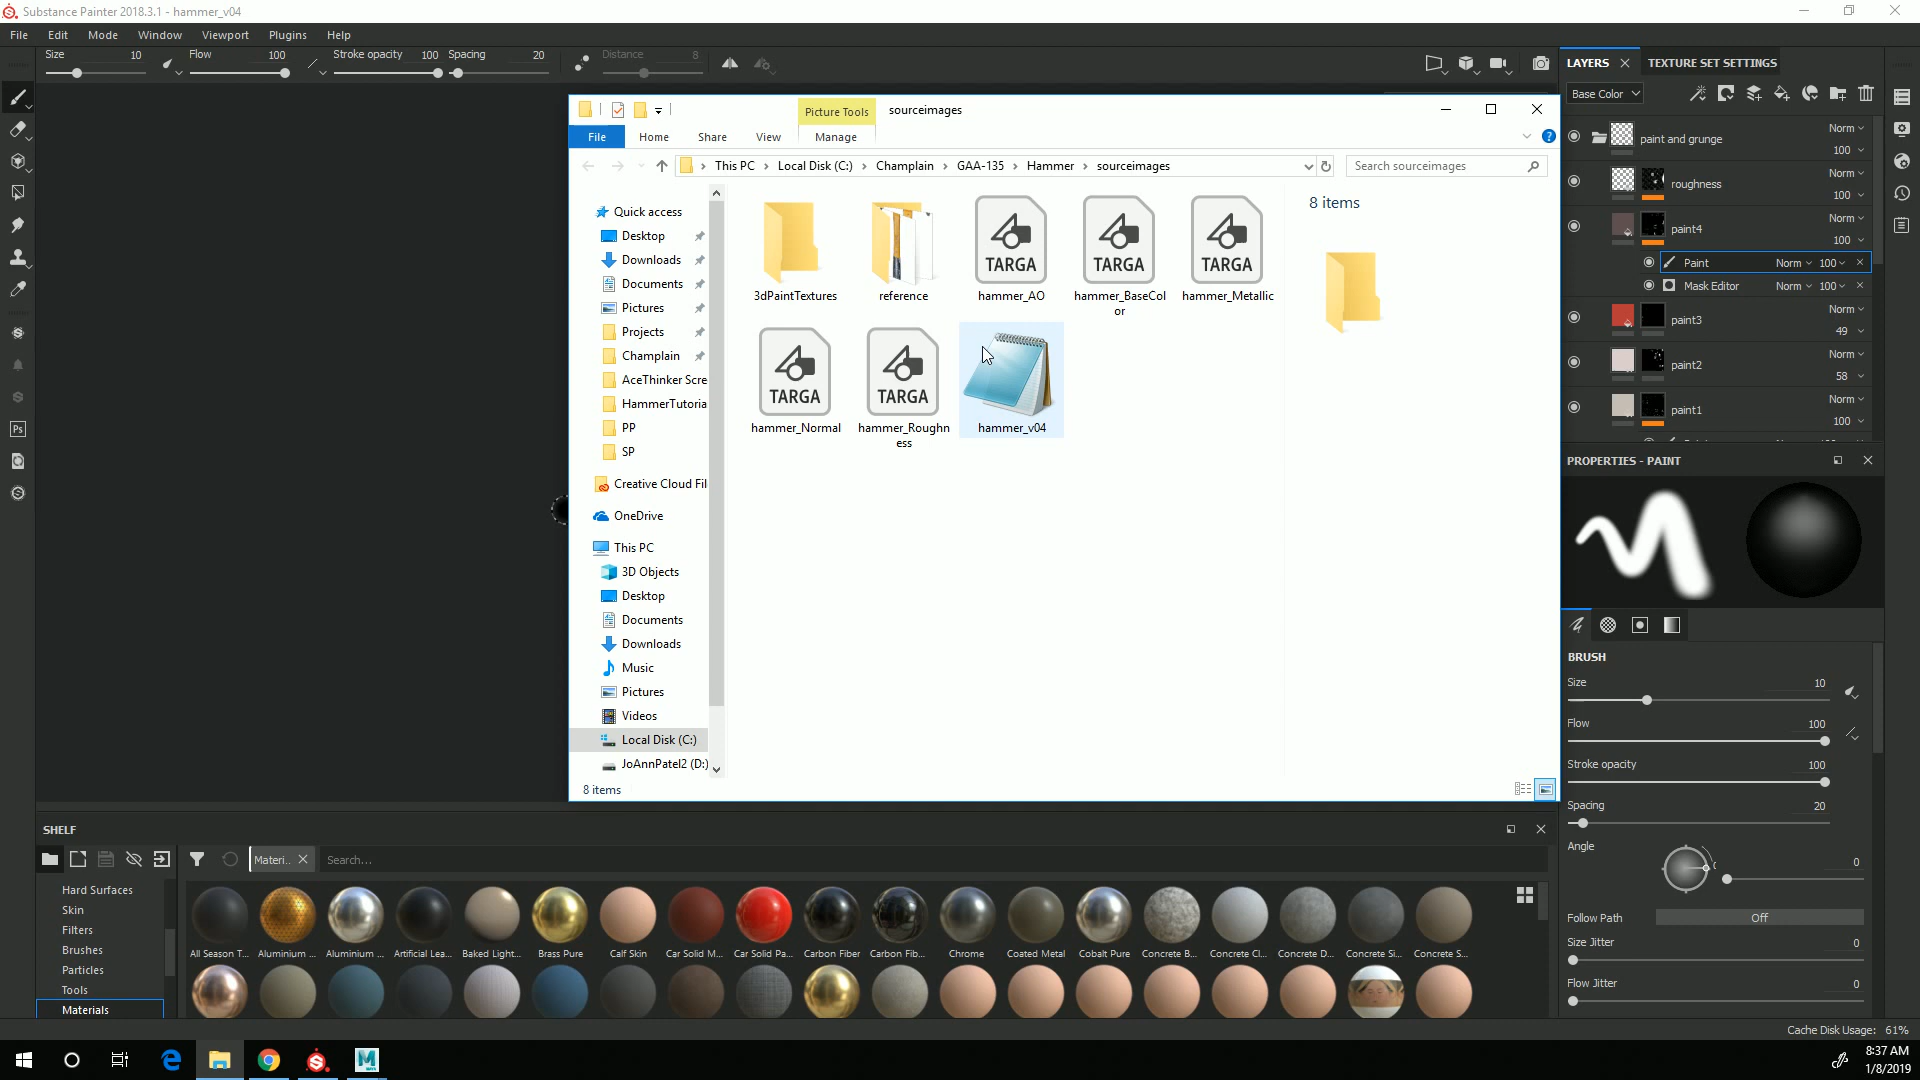 Substance Painter 2018.3.1 - hammer_v04
File Edit Mode Window Viewport Plugins Help
Size 10 Flow 100 Stroke opacity 100 Spacing 20 Distance 8
Picture Tools sourceimages
File Home Share View Manage
This PC Local Disk (C:) Champlain GAA-135 Hammer sourceimages Search sourceimages
Quick access
Desktop
Downloads
Documents
Pictures
Projects
Champlain
AceThinker Scre
HammerTutoria
PP
SP
Creative Cloud Fil
OneDrive
This PC
3D Objects
Desktop
Documents
Downloads
Music
Pictures
Videos
Local Disk (C:)
JoAnnPatel2 (D:)
TARGA TARGA TARGA
3dPaintTextures reference hammer_AO hammer_BaseCol
or hammer_Metallic
TARGA TARGA
hammer_Normal hammer_Roughn
ess hammer_v04
8 items
8 items
LAYERS TEXTURE SET SETTINGS
Base Color
paint and grunge Norm
100
roughness Norm
100
paint4 Norm
100
Paint Norm 100
Mask Editor Norm 100
paint3 Norm
49
paint2 Norm
58
paint1 Norm
100
PROPERTIES - PAINT
BRUSH
Size 10
Flow 100
Stroke opacity 100
Spacing 20
Angle 0
Follow Path Off
Size Jitter 0
Flow Jitter 0
SHELF
Materi.. Search...
Hard Surfaces
Skin
Filters
Brushes
Particles
Tools
Materials
All Season T... Aluminium ... Aluminium ... Artificial Lea... Baked Light... Brass Pure Calf Skin Car Solid M... Car Solid Pa... Carbon Fiber Carbon Fib... Chrome Coated Metal Cobalt Pure Concrete B... Concrete Cl... Concrete D... Concrete Si... Concrete S...
Cache Disk Usage: 61%
Ps
8:37 AM
1/8/2019